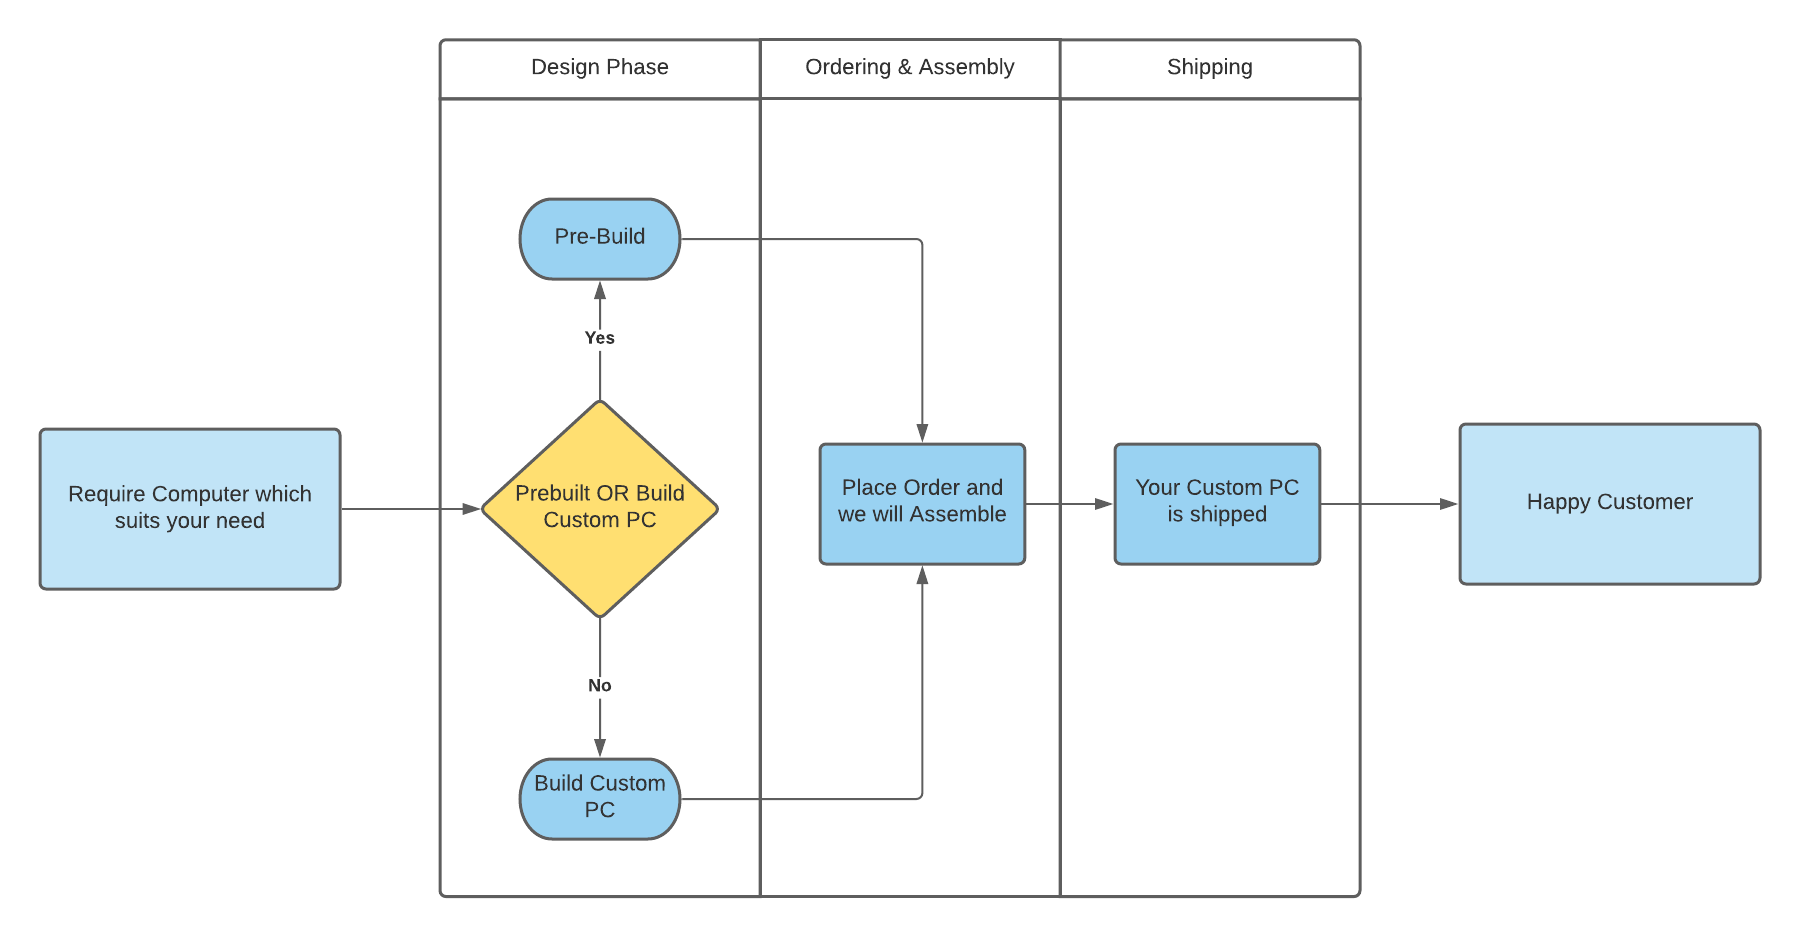 Design Phase
Ordering & Assembly
Shipping
Pre-Build
Yes
Require Computer which
suits your need
Prebuilt OR Build
Custom PC
Place Order and
we will Assemble
Your Custom PC
is shipped
Happy Customer
No
Build Custom
PC